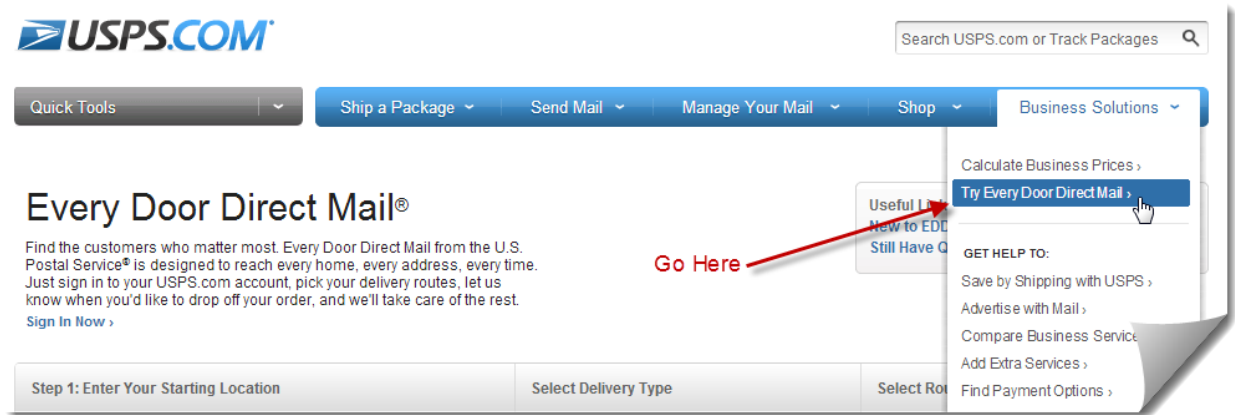 USPS.COM
Search USPS.com or Track Packages
Quick Tools
Ship a Package
Send Mail
Manage Your Mail
Shop
Business Solutions
Calculate Business Prices ›
Try Every Door Direct Mail ›
Every Door Direct Mail®
Find the customers who matter most. Every Door Direct Mail from the U.S.
Postal Service® is designed to reach every home, every address, every time.
Just sign in to your USPS.com account, pick your delivery routes, let us
know when you'd like to drop off your order, and we'll take care of the rest.
Sign In Now ›
Useful
New to EDD
Still Have
Go Here
GET HELP TO:
Save by Shipping with USPS ›
Advertise with Mail ›
Compare Business Service
Add Extra Services ›
Find Payment Options ›
Step 1: Enter Your Starting Location
Select Delivery Type
Select